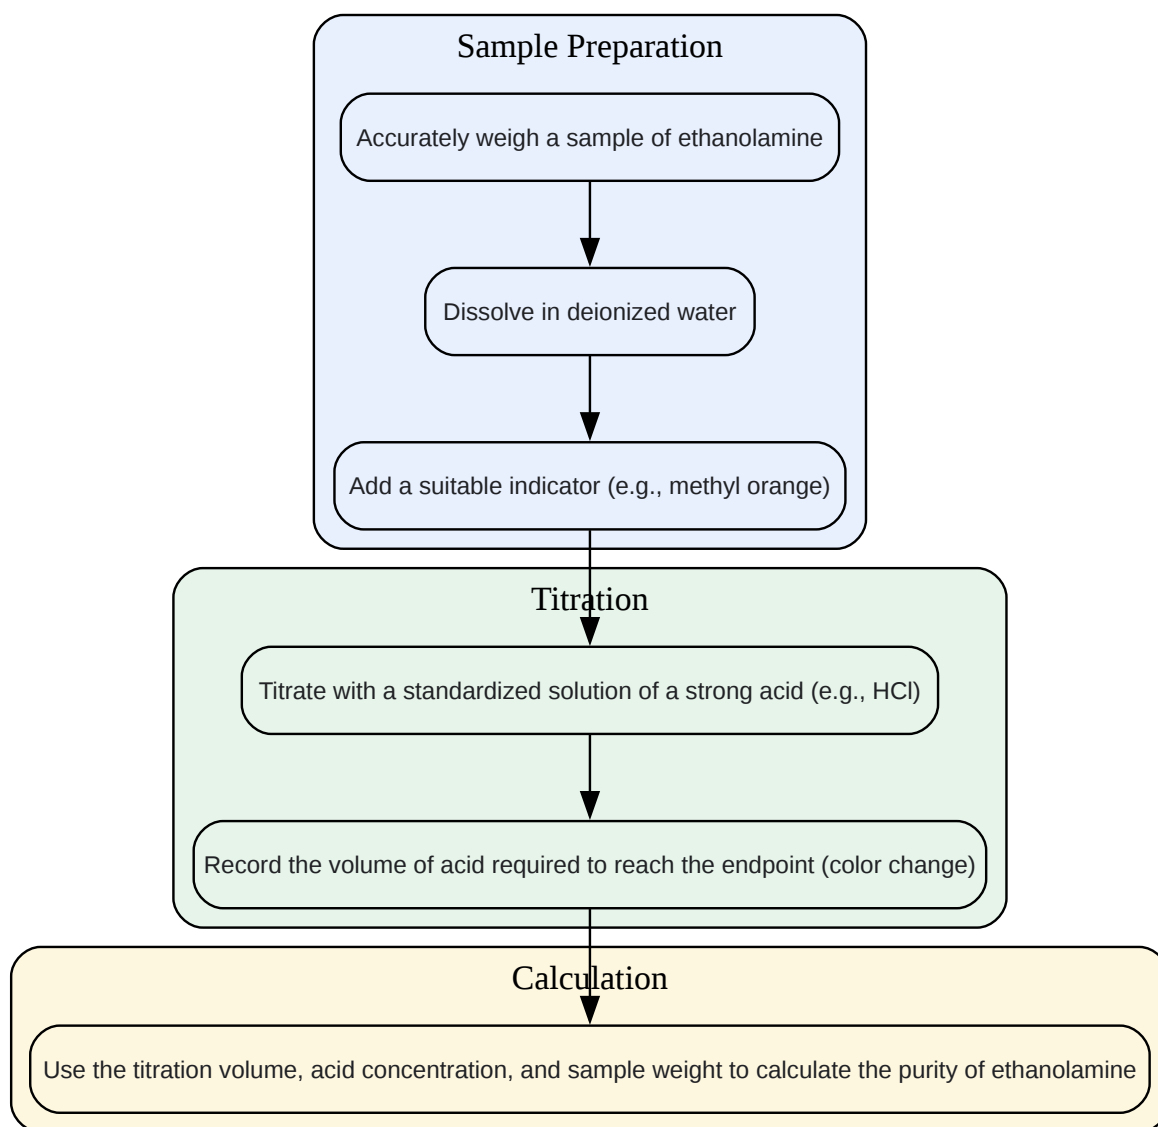 Sample Preparation
Accurately weigh a sample of ethanolamine
Dissolve in deionized water
Add a suitable indicator (e.g., methyl orange)
Titration
Titrate with a standardized solution of a strong acid (e.g., HCl)
Record the volume of acid required to reach the endpoint (color change)
Calculation
Use the titration volume, acid concentration, and sample weight to calculate the purity of ethanolamine